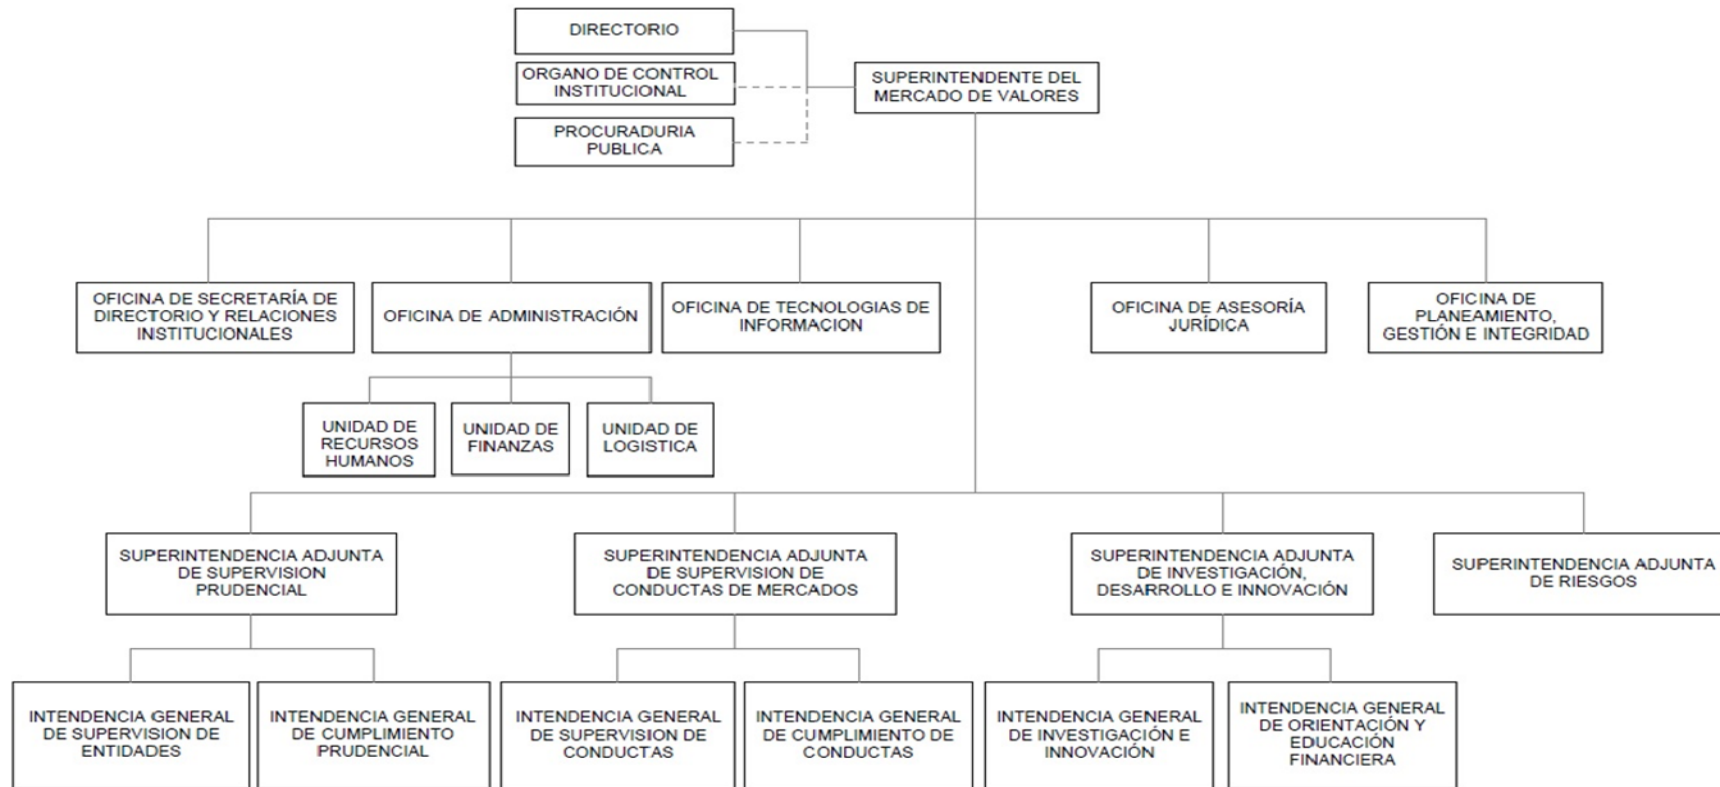 DIRECTORIO
ORGANO DE CONTROL
INSTITUCIONAL
PROCURADURIA
PUBLICA
SUPERINTENDENTE DEL
MERCADO DE VALORES
OFICINA DE SECRETARÍA DE
DIRECTORIO Y RELACIONES
INSTITUCIONALES
OFICINA DE ADMINISTRACIÓN
OFICINA DE TECNOLOGIAS DE
INFORMACION
OFICINA DE ASESORÍA
JURÍDICA
OFICINA DE
PLANEAMIENTO,
GESTIÓN E INTEGRIDAD
UNIDAD DE
RECURSOS
HUMANOS
UNIDAD DE
FINANZAS
UNIDAD DE
LOGISTICA
SUPERINTENDENCIA ADJUNTA
DE SUPERVISION
PRUDENCIAL
SUPERINTENDENCIA ADJUNTA
DE SUPERVISION DE
CONDUCTAS DE MERCADOS
SUPERINTENDENCIA ADJUNTA
DE INVESTIGACIÓN,
DESARROLLO E INNOVACIÓN
SUPERINTENDENCIA ADJUNTA
DE RIESGOS
INTENDENCIA GENERAL
DE SUPERVISION DE
ENTIDADES
INTENDENCIA GENERAL
DE CUMPLIMIENTO
PRUDENCIAL
INTENDENCIA GENERAL
DE SUPERVISION DE
CONDUCTAS
INTENDENCIA GENERAL
DE CUMPLIMIENTO DE
CONDUCTAS
INTENDENCIA GENERAL
DE INVESTIGACIÓN E
INNOVACIÓN
INTENDENCIA GENERAL
DE ORIENTACIÓN Y
EDUCACIÓN
FINANCIERA